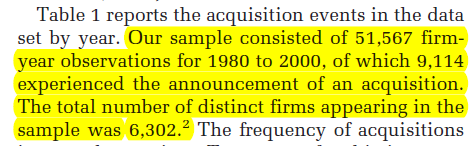 Table 1 reports the acquisition events in the data
set by year. Our sample consisted of 51,567 firm-
year observations for 1980 to 2000, of which 9,114
experienced the announcement of an acquisition.
The total number of distinct firms appearing in the
sample was 6,302.² The frequency of acquisitions